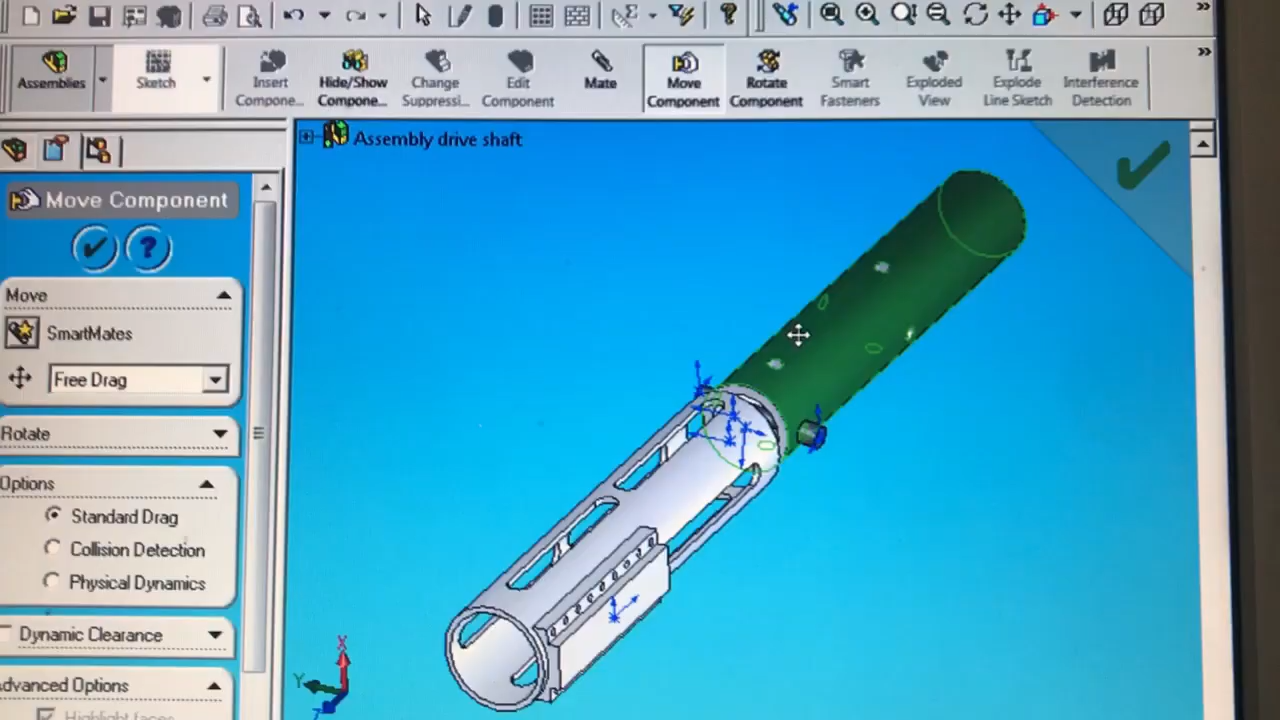 Assemblies
Sketch
Insert
Compone...
Hide/Show
Compone...
Change
Suppressi...
Edit
Component
Mate
Move
Component
Rotate
Component
Smart
Fasteners
Exploded
View
Explode
Line Sketch
Interference
Detection
Assembly drive shaft
Move Component
Move
SmartMates
Free Drag
Rotate
Options
Standard Drag
Collision Detection
Physical Dynamics
Dynamic Clearance
dvanced Options
Highlight faces
X
Y
Z